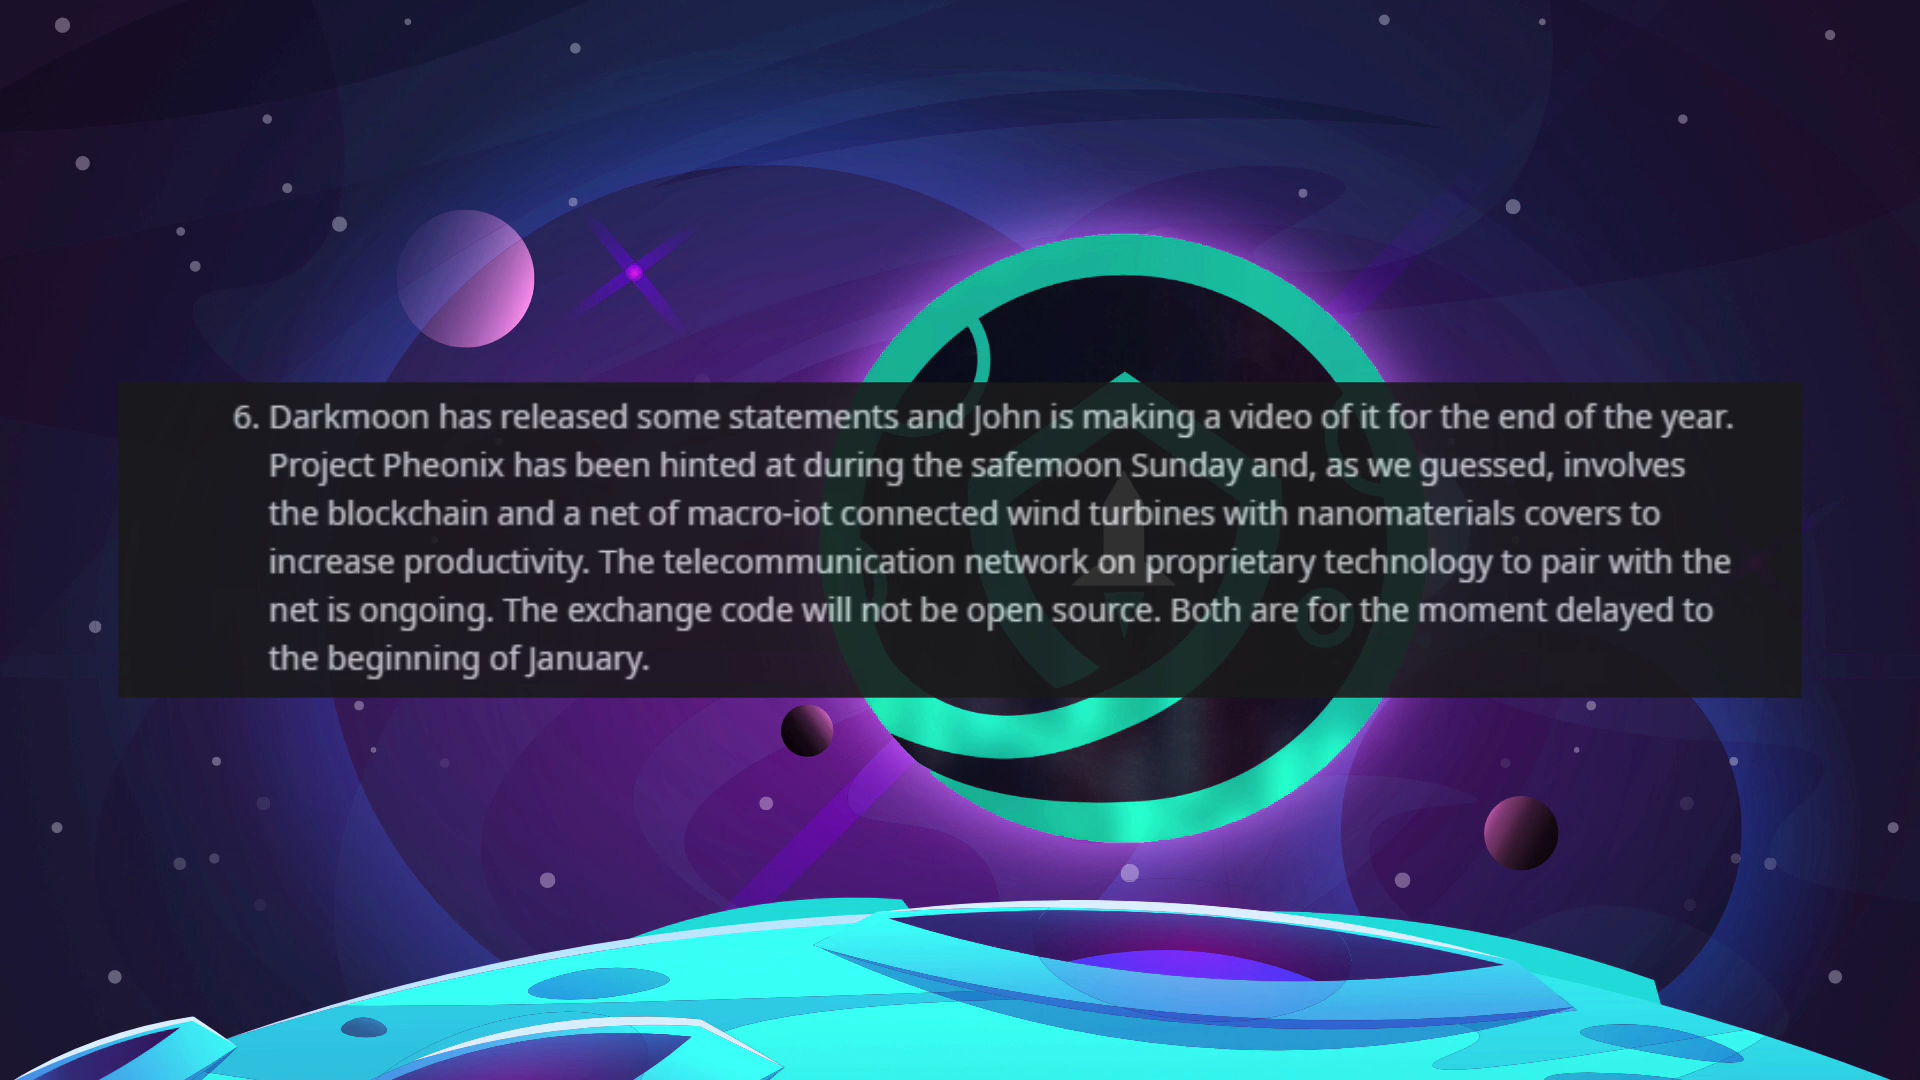 6. Darkmoon has released some statements and John is making a video of it for the end of the year.
Project Pheonix has been hinted at during the safemoon Sunday and, as we guessed, involves
the blockchain and a net of macro-iot connected wind turbines with nanomaterials covers to
increase productivity. The telecommunication network on proprietary technology to pair with the
net is ongoing. The exchange code will not be open source. Both are for the moment delayed to
the beginning of January.